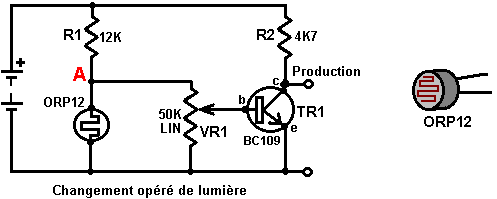 R1
12K
R2
4K7
+
A
Production
ORP12
50K
LIN
VR1
b
c
e
TR1
BC109
ORP12
Changement opéré de lumière